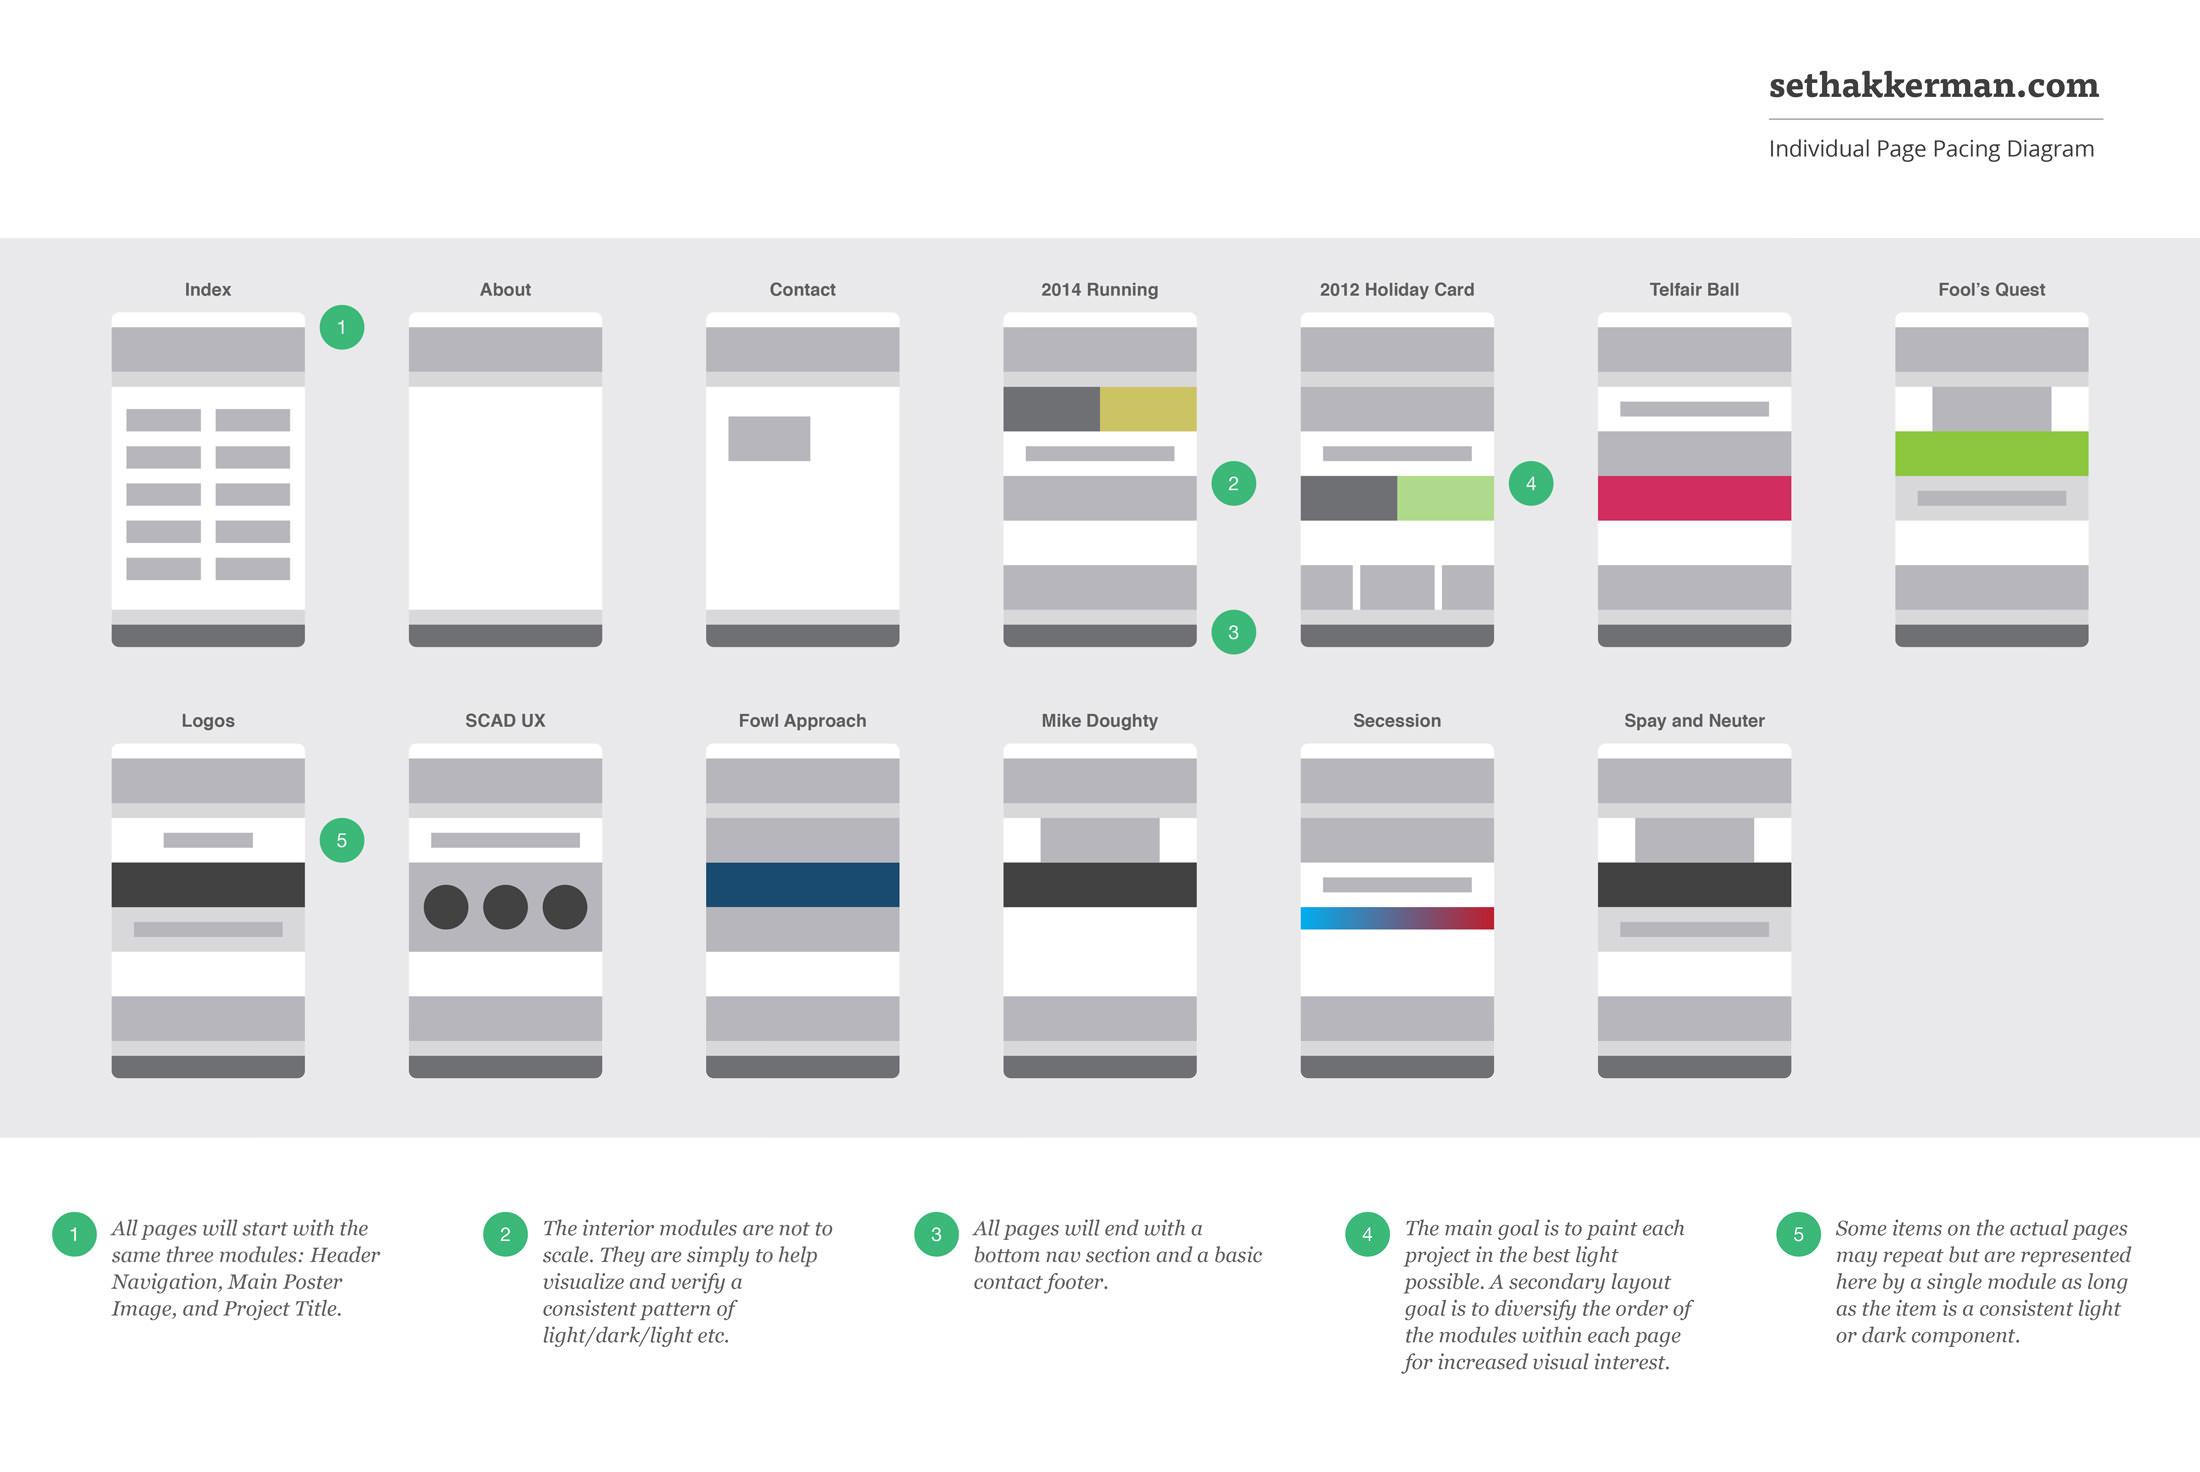 sethakkerman.com
Individual Page Pacing Diagram
Index
About
Contact
2014 Running
2012 Holiday Card
Telfair Ball
Fool’s Quest
1
2
4
3
Logos
SCAD UX
Fowl Approach
Mike Doughty
Secession
Spay and Neuter
5
1
All pages will start with the
same three modules: Header
Navigation, Main Poster
Image, and Project Title.
2
The interior modules are not to
scale. They are simply to help
visualize and verify a
consistent pattern of
light/dark/light etc.
3
All pages will end with a
bottom nav section and a basic
contact footer.
4
The main goal is to paint each
project in the best light
possible. A secondary layout
goal is to diversify the order of
the modules within each page
for increased visual interest.
5
Some items on the actual pages
may repeat but are represented
here by a single module as long
as the item is a consistent light
or dark component.